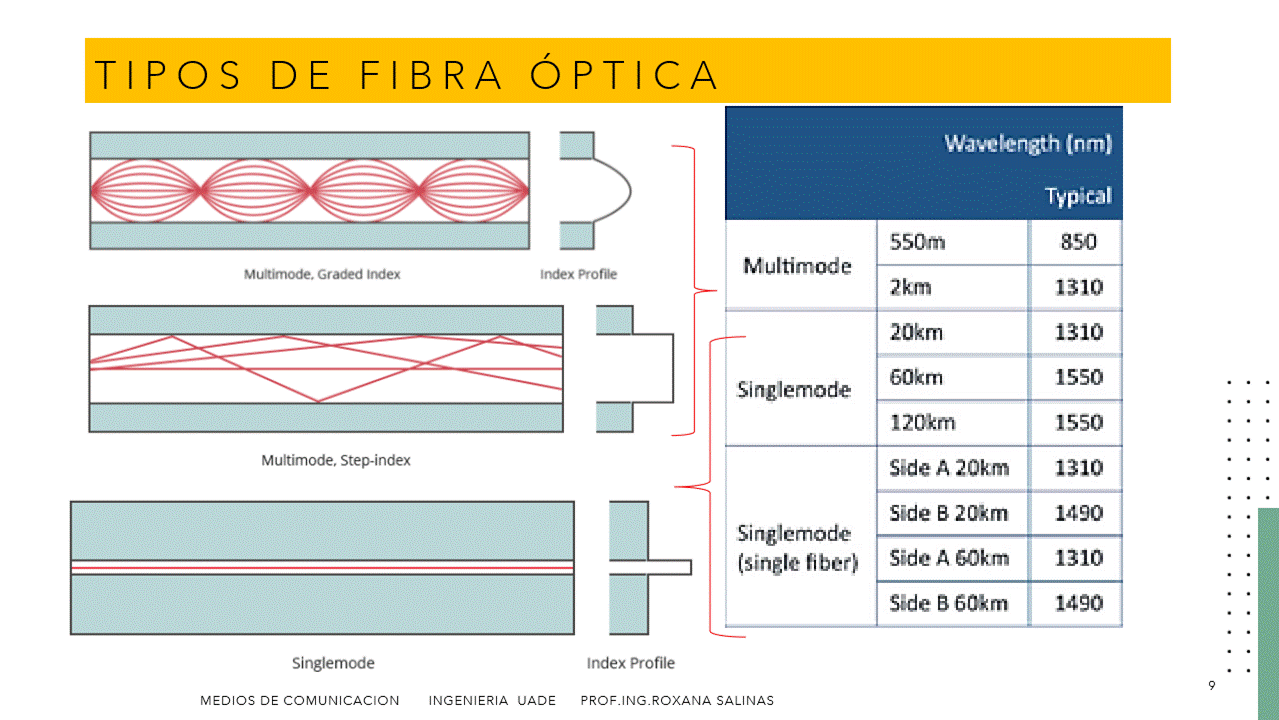 TIPOS DE FIBRA ÓPTICA
Multimode, Graded Index
Index Profile
Multimode, Step-index
Singlemode
Index Profile
Wavelength (nm)
Typical
Multimode
550m 850
2km 1310
Singlemode
20km 1310
60km 1550
120km 1550
Singlemode
(single fiber)
Side A 20km 1310
Side B 20km 1490
Side A 60km 1310
Side B 60km 1490
MEDIOS DE COMUNICACION INGENIERIA UADE PROF.ING.ROXANA SALINAS
9